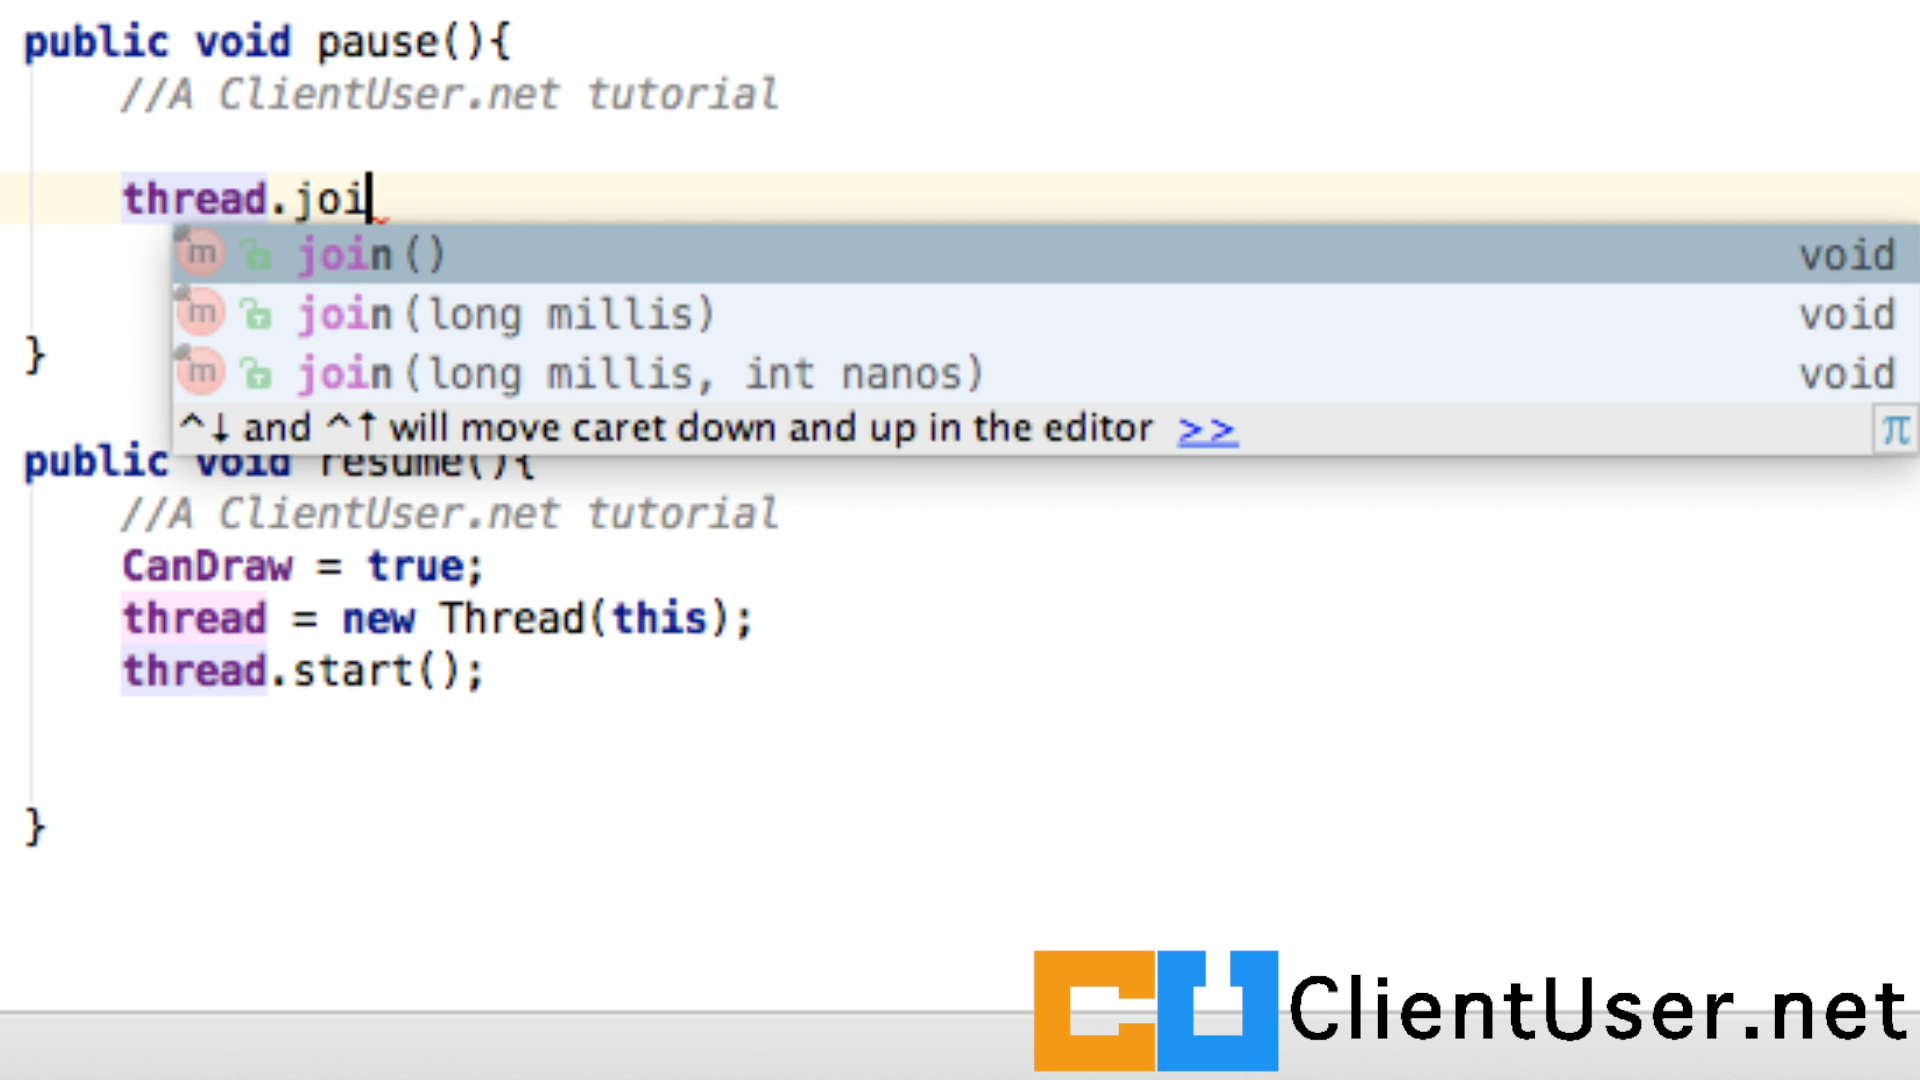 public void pause(){
//A ClientUser.net tutorial
thread.joi
m join() void
m join(long millis) void
m join(long millis, int nanos) void
^↓ and ^↑ will move caret down and up in the editor >> π
}
public void resume(){
//A ClientUser.net tutorial
CanDraw = true;
thread = new Thread(this);
thread.start();
}
CU ClientUser.net